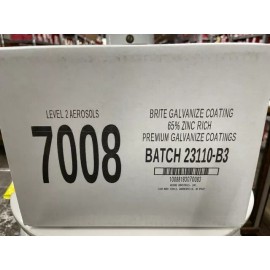 LEVEL 2 AEROSOLS
7008
BRITE GALVANIZE COATING
65% ZINC RICH
PREMIUM GALVANIZE COATINGS
BATCH 23110-B3